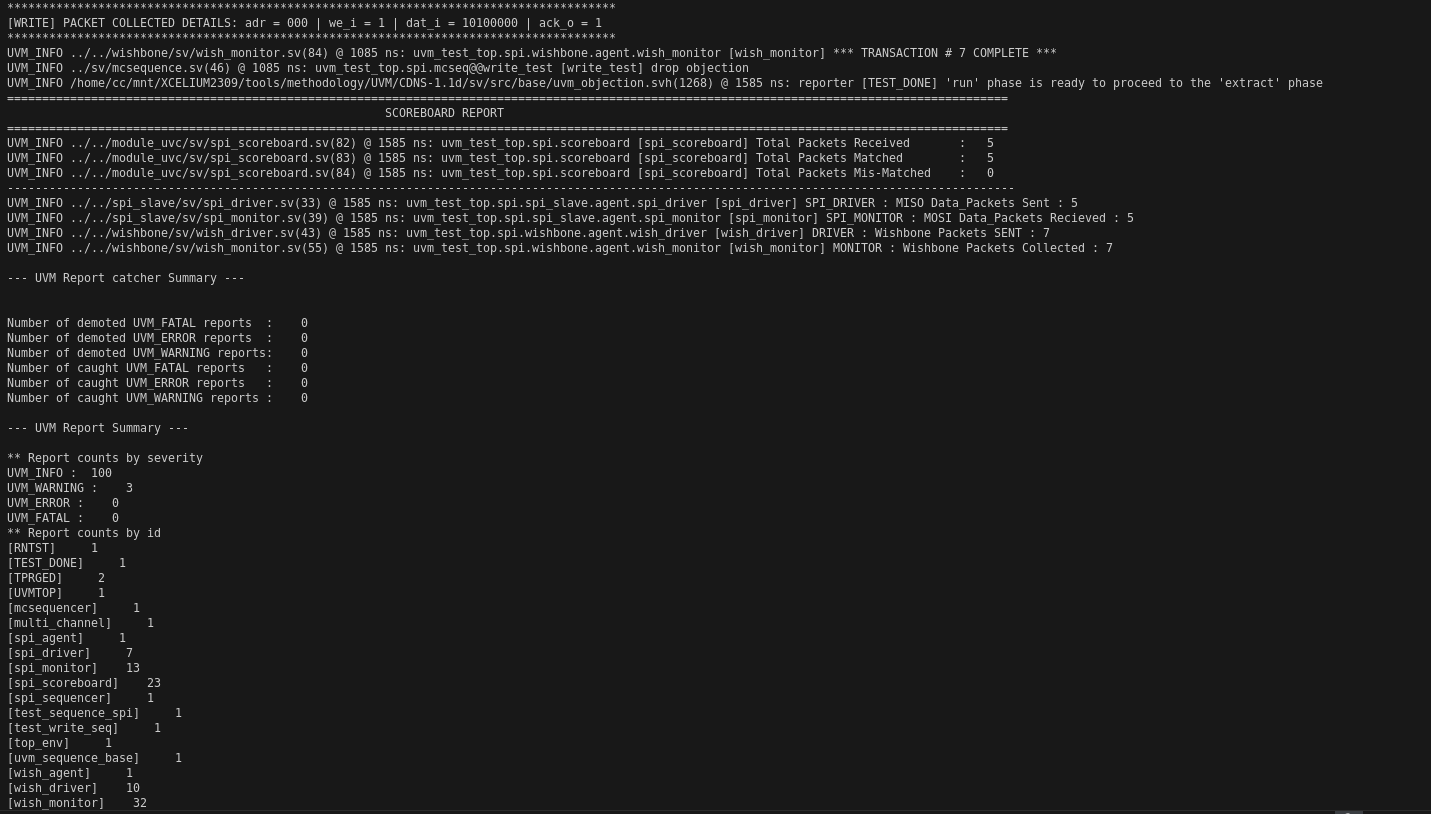 ***************************************************************************************
[WRITE] PACKET COLLECTED DETAILS: adr = 000 | we_i = 1 | dat_i = 10100000 | ack_o = 1
***************************************************************************************
UVM_INFO ../../wishbone/sv/wish_monitor.sv(84) @ 1085 ns: uvm_test_top.spi.wishbone.agent.wish_monitor [wish_monitor] *** TRANSACTION # 7 COMPLETE ***
UVM_INFO ../sv/mcsequence.sv(46) @ 1085 ns: uvm_test_top.spi.mcseq@@write_test [write_test] drop objection
UVM_INFO /home/cc/mnt/XCELIUM2309/tools/methodology/UVM/CDNS-1.1d/sv/src/base/uvm_objection.svh(1268) @ 1585 ns: reporter [TEST_DONE] 'run' phase is ready to proceed to the 'extract' phase
===============================================================================================================================================
                                                      SCOREBOARD REPORT
===============================================================================================================================================
UVM_INFO ../../module_uvc/sv/spi_scoreboard.sv(82) @ 1585 ns: uvm_test_top.spi.scoreboard [spi_scoreboard] Total Packets Received       :   5
UVM_INFO ../../module_uvc/sv/spi_scoreboard.sv(83) @ 1585 ns: uvm_test_top.spi.scoreboard [spi_scoreboard] Total Packets Matched        :   5
UVM_INFO ../../module_uvc/sv/spi_scoreboard.sv(84) @ 1585 ns: uvm_test_top.spi.scoreboard [spi_scoreboard] Total Packets Mis-Matched    :   0
------------------------------------------------------------------------------------------------------------------------------------------------
UVM_INFO ../../spi_slave/sv/spi_driver.sv(33) @ 1585 ns: uvm_test_top.spi.spi_slave.agent.spi_driver [spi_driver] SPI_DRIVER : MISO Data_Packets Sent : 5
UVM_INFO ../../spi_slave/sv/spi_monitor.sv(39) @ 1585 ns: uvm_test_top.spi.spi_slave.agent.spi_monitor [spi_monitor] SPI_MONITOR : MOSI Data_Packets Recieved : 5
UVM_INFO ../../wishbone/sv/wish_driver.sv(43) @ 1585 ns: uvm_test_top.spi.wishbone.agent.wish_driver [wish_driver] DRIVER : Wishbone Packets SENT : 7
UVM_INFO ../../wishbone/sv/wish_monitor.sv(55) @ 1585 ns: uvm_test_top.spi.wishbone.agent.wish_monitor [wish_monitor] MONITOR : Wishbone Packets Collected : 7

--- UVM Report catcher Summary ---


Number of demoted UVM_FATAL reports  :    0
Number of demoted UVM_ERROR reports  :    0
Number of demoted UVM_WARNING reports:    0
Number of caught UVM_FATAL reports   :    0
Number of caught UVM_ERROR reports   :    0
Number of caught UVM_WARNING reports :    0

--- UVM Report Summary ---

** Report counts by severity
UVM_INFO :  100
UVM_WARNING :    3
UVM_ERROR :    0
UVM_FATAL :    0
** Report counts by id
[RNTST]     1
[TEST_DONE]     1
[TPRGED]     2
[UVMTOP]     1
[mcsequencer]     1
[multi_channel]     1
[spi_agent]     1
[spi_driver]     7
[spi_monitor]    13
[spi_scoreboard]    23
[spi_sequencer]     1
[test_sequence_spi]     1
[test_write_seq]     1
[top_env]     1
[uvm_sequence_base]     1
[wish_agent]     1
[wish_driver]    10
[wish_monitor]    32